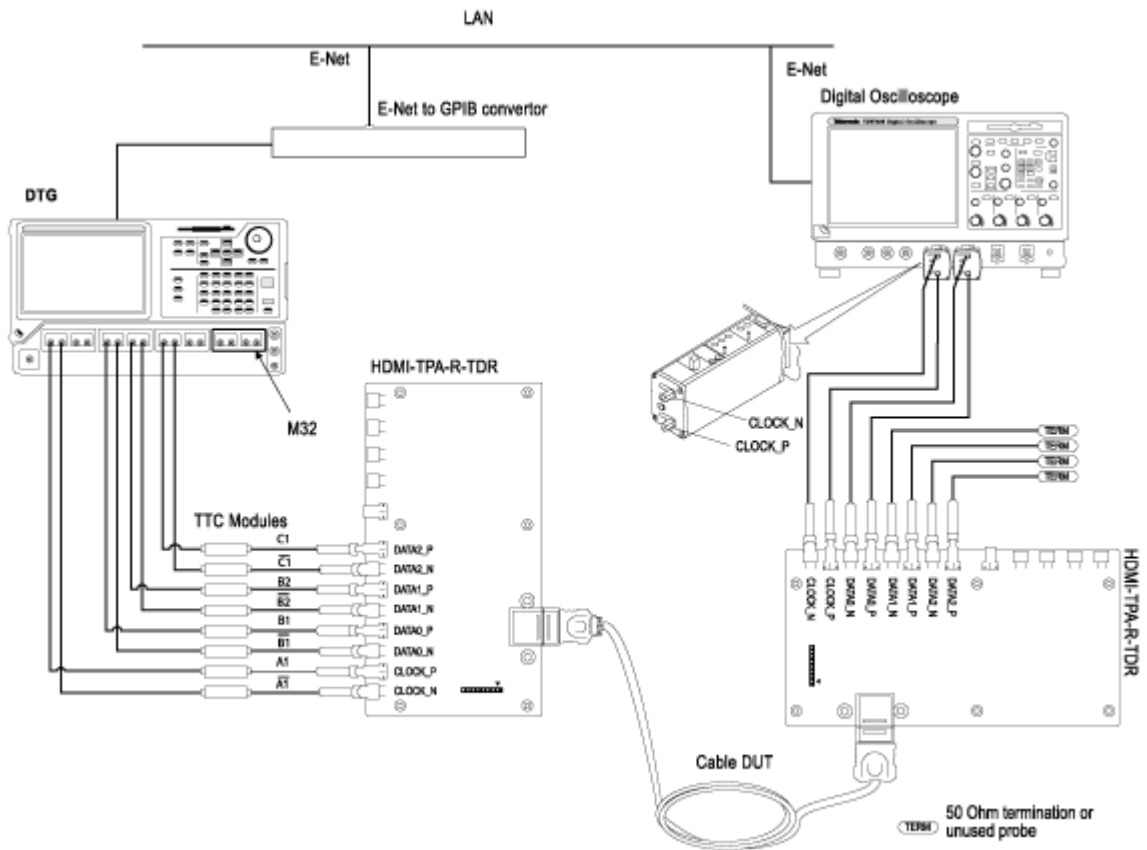 LAN
E-Net
E-Net
E-Net to GPIB convertor
Digital Oscilloscope
Tektronix
Digital Oscilloscope
DTG
HDMI-TPA-R-TDR
M32
CLOCK_N
CLOCK_P
TERM
TERM
TERM
TERM
TTC Modules
C1
C1
B2
B2
B1
B1
A1
A1
DATA2_P
DATA2_N
DATA1_P
DATA1_N
DATA0_P
DATA0_N
CLOCK_P
CLOCK_N
CLOCK_N
CLOCK_P
DATA0_N
DATA0_P
DATA1_N
DATA1_P
DATA2_N
DATA2_P
HDMI-TPA-R-TDR
Cable DUT
TERM
50 Ohm termination or
unused probe